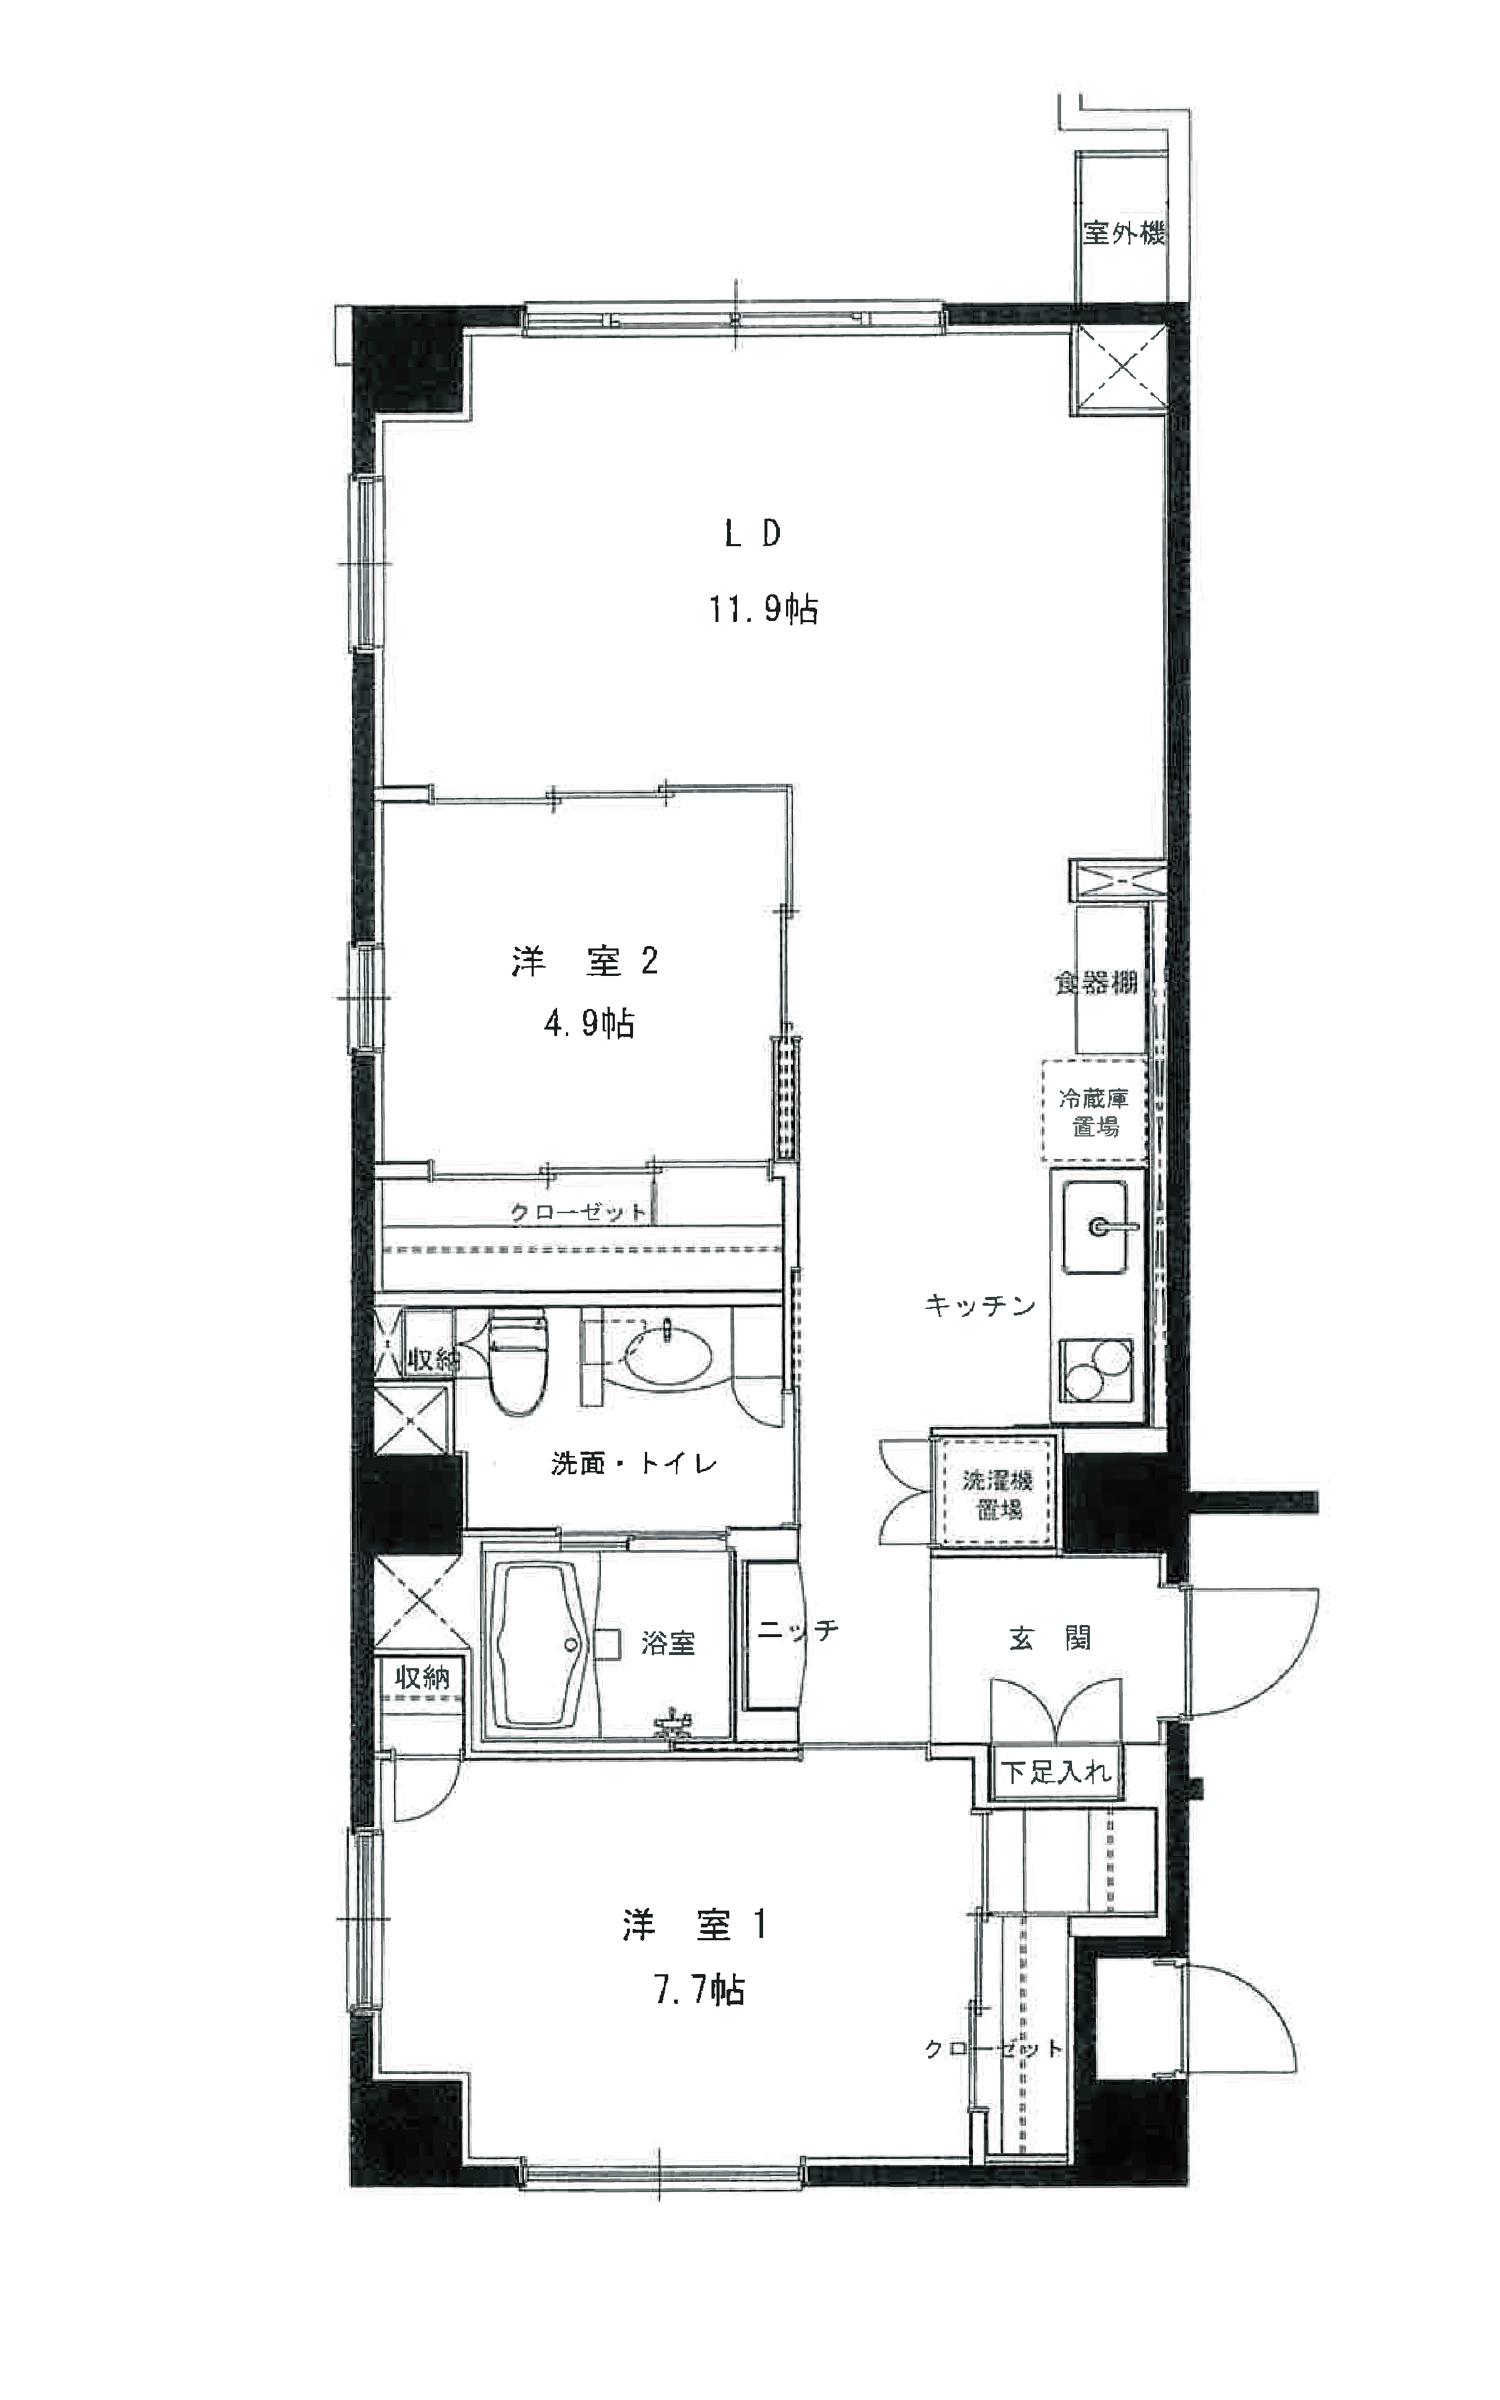 室外機
L D
11.9帖
洋 室 2
4.9帖
食器棚
冷蔵庫
置場
クローゼット
キッチン
収納
洗面・トイレ
洗濯機
置場
ニッチ
浴室
玄 関
収納
下足入れ
洋 室 1
7.7帖
クローゼット